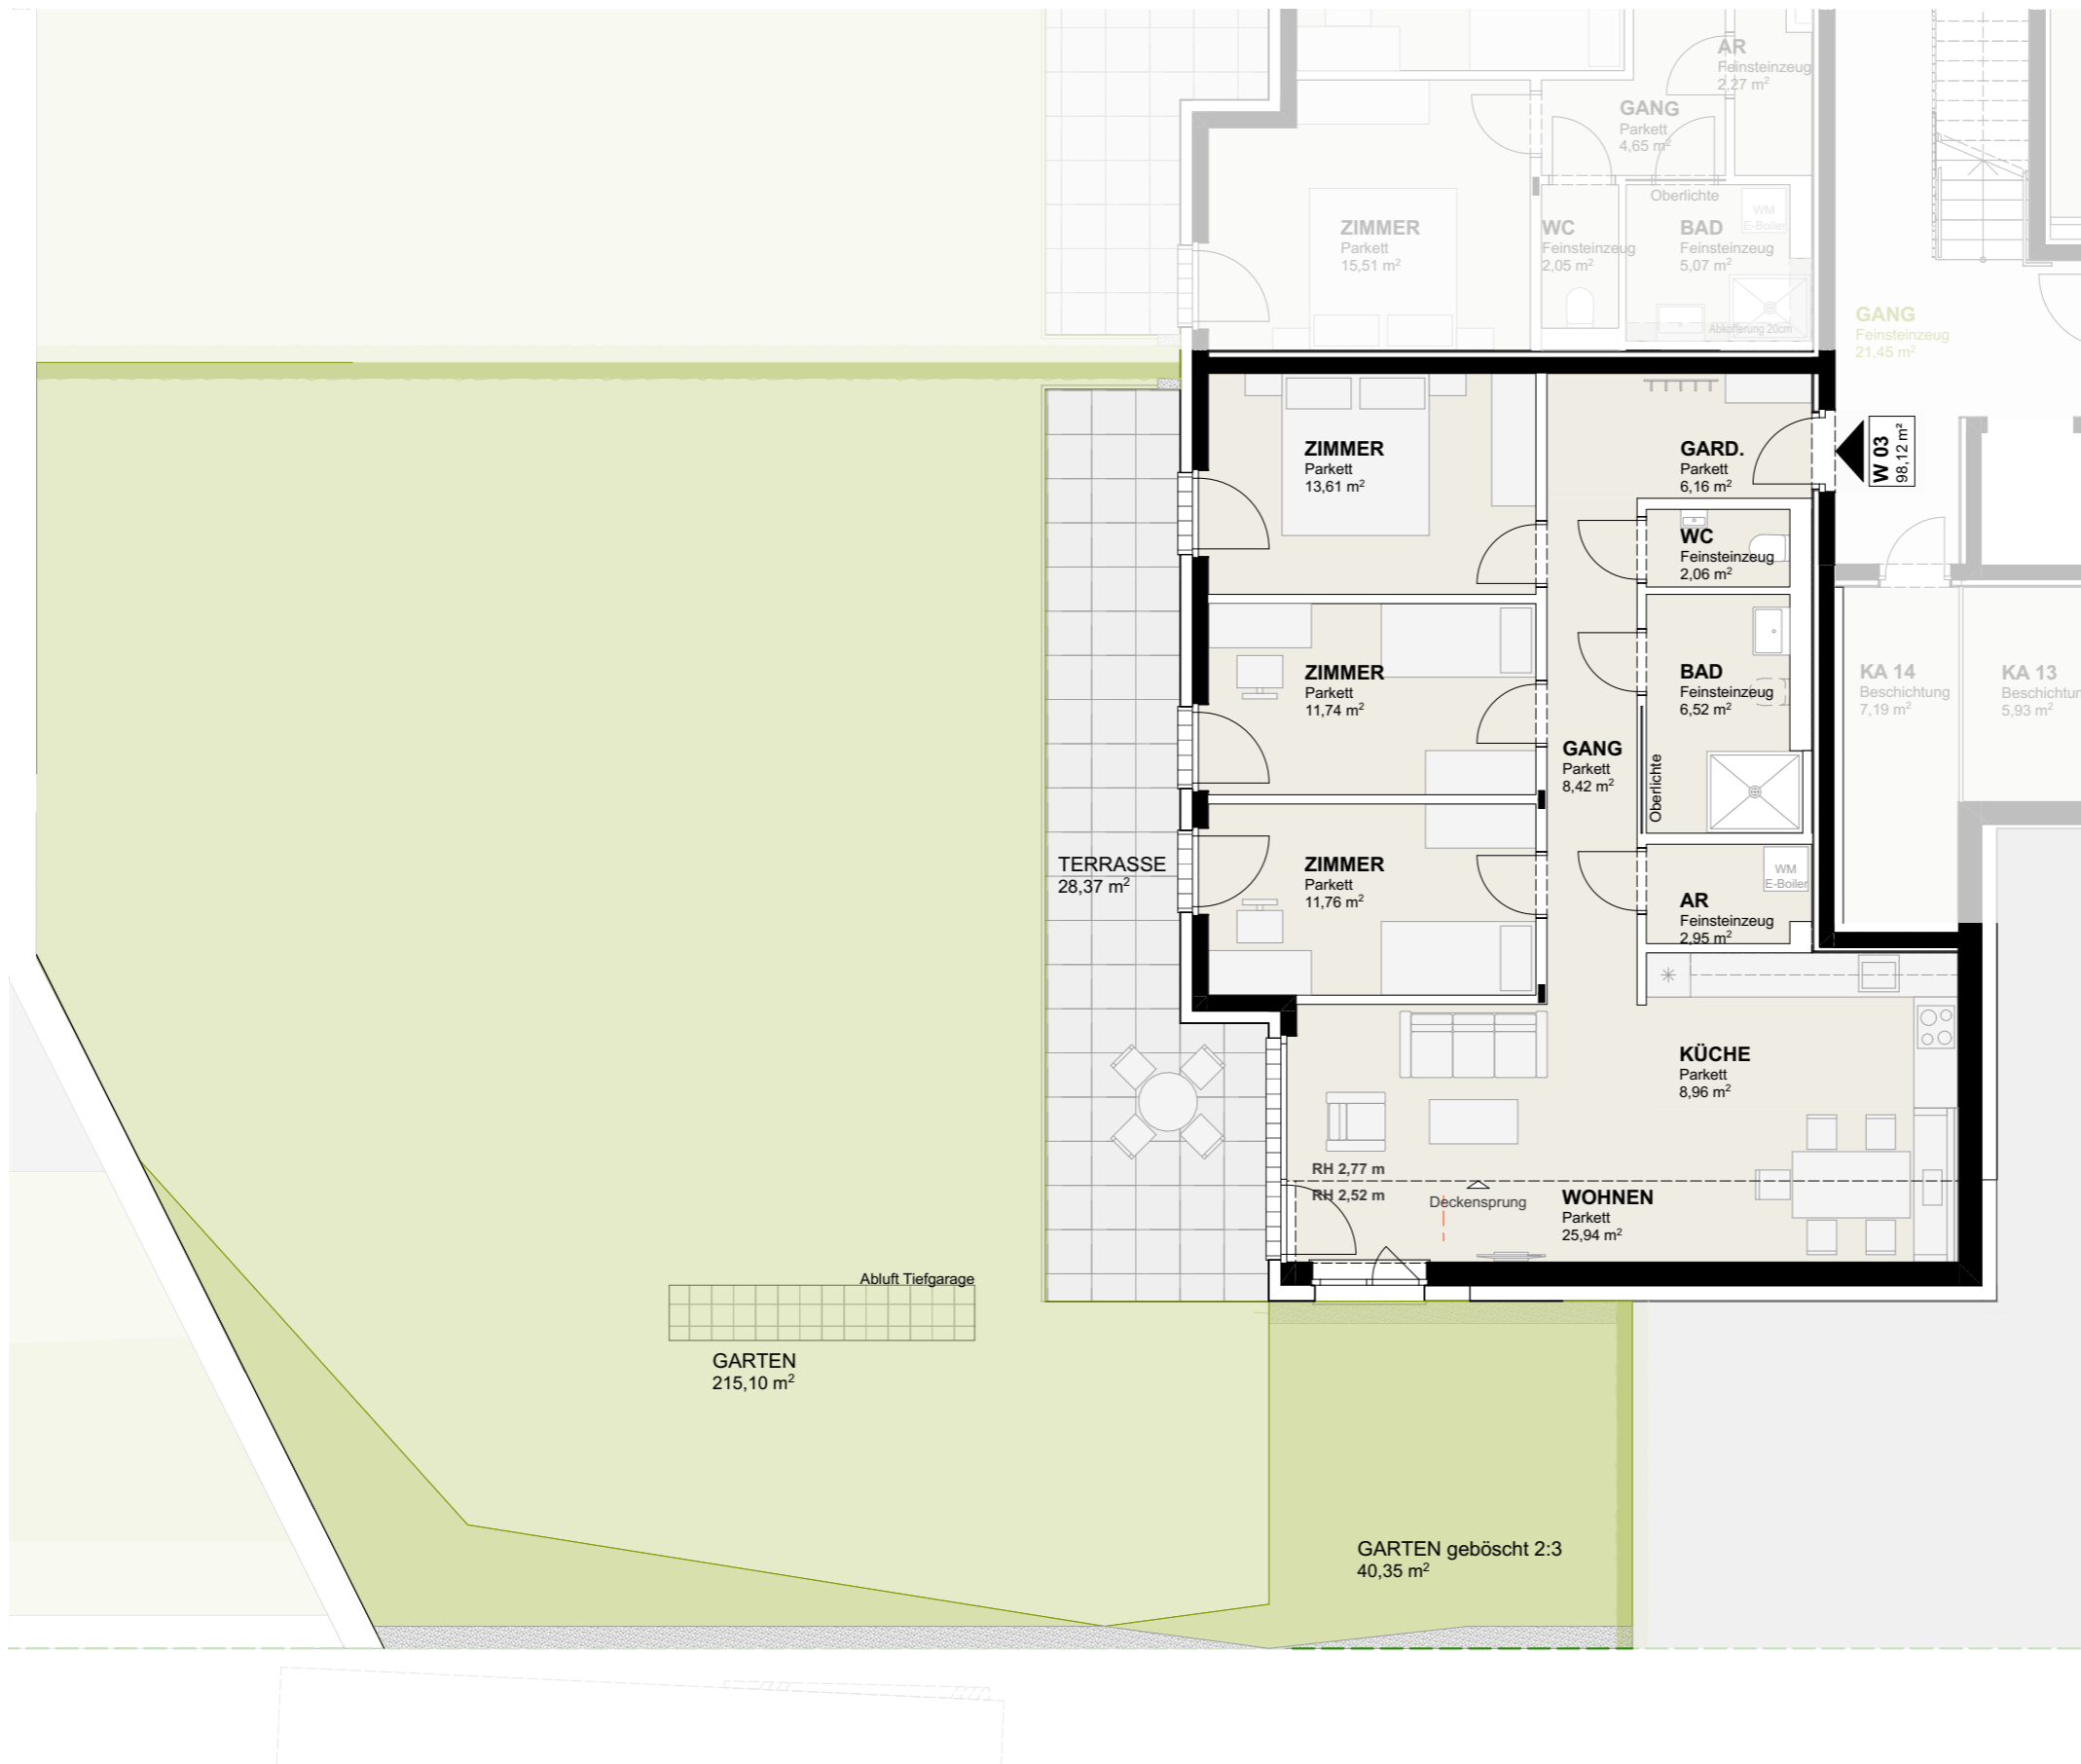 AR
Feinsteinzeug
2,27 m²
GANG
Parkett
4,65 m²
Oberlichte
WM
E-Boiler
ZIMMER
Parkett
15,51 m²
WC
Feinsteinzeug
2,05 m²
BAD
Feinsteinzeug
5,07 m²
Abkofferung 20cm
GANG
Feinsteinzeug
21,45 m²
ZIMMER
Parkett
13,61 m²
GARD.
Parkett
6,16 m²
W 03
98,12 m²
WC
Feinsteinzeug
2,06 m²
ZIMMER
Parkett
11,74 m²
BAD
Feinsteinzeug
6,52 m²
KA 14
Beschichtung
7,19 m²
KA 13
Beschichtun
5,93 m²
GANG
Parkett
8,42 m²
Oberlichte
TERRASSE
28,37 m²
ZIMMER
Parkett
11,76 m²
WM
E-Boiler
AR
Feinsteinzeug
2,95 m²
KÜCHE
Parkett
8,96 m²
RH 2,77 m
RH 2,52 m
Deckensprung
WOHNEN
Parkett
25,94 m²
Abluft Tiefgarage
GARTEN
215,10 m²
GARTEN geböscht 2:3
40,35 m²